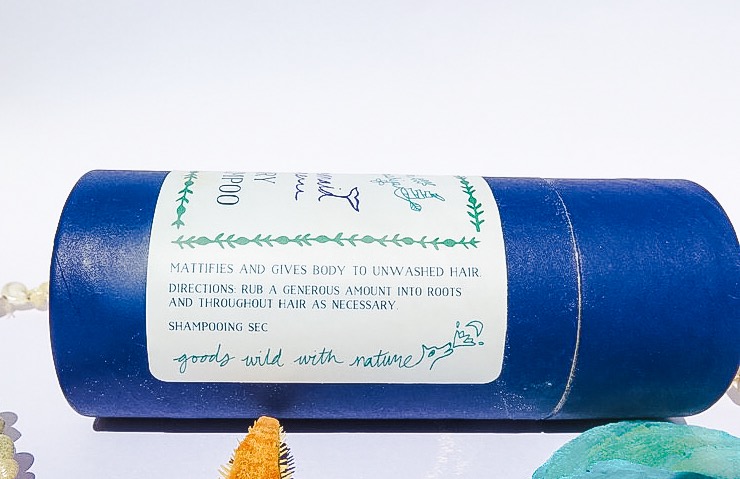 MATTIFIES AND GIVES BODY TO UNWASHED HAIR.
DIRECTIONS: RUB A GENEROUS AMOUNT INTO ROOTS
AND THROUGHOUT HAIR AS NECESSARY.
SHAMPOOING SEC
goods wild with nature